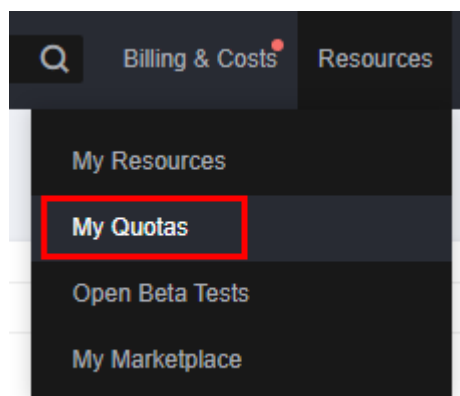 Billing & Costs Resources
My Resources
My Quotas
Open Beta Tests
My Marketplace